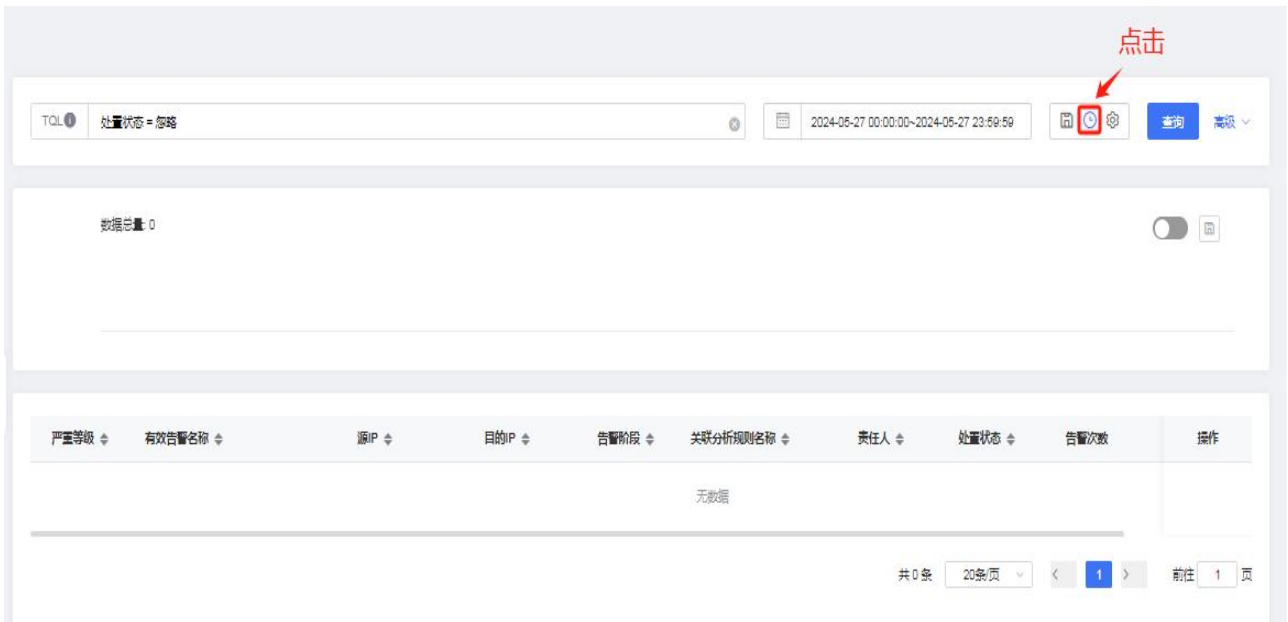 点击
TQL 处置状态 = 忽略 2024-05-27 00:00:00~2024-05-27 23:59:59 查询 高级
数据总量: 0
严重等级 有效告警名称 源IP 目的IP 告警阶段 关联分析规则名称 责任人 处置状态 告警次数 操作
无数据
共 0 条 20条/页 1 前往 1 页